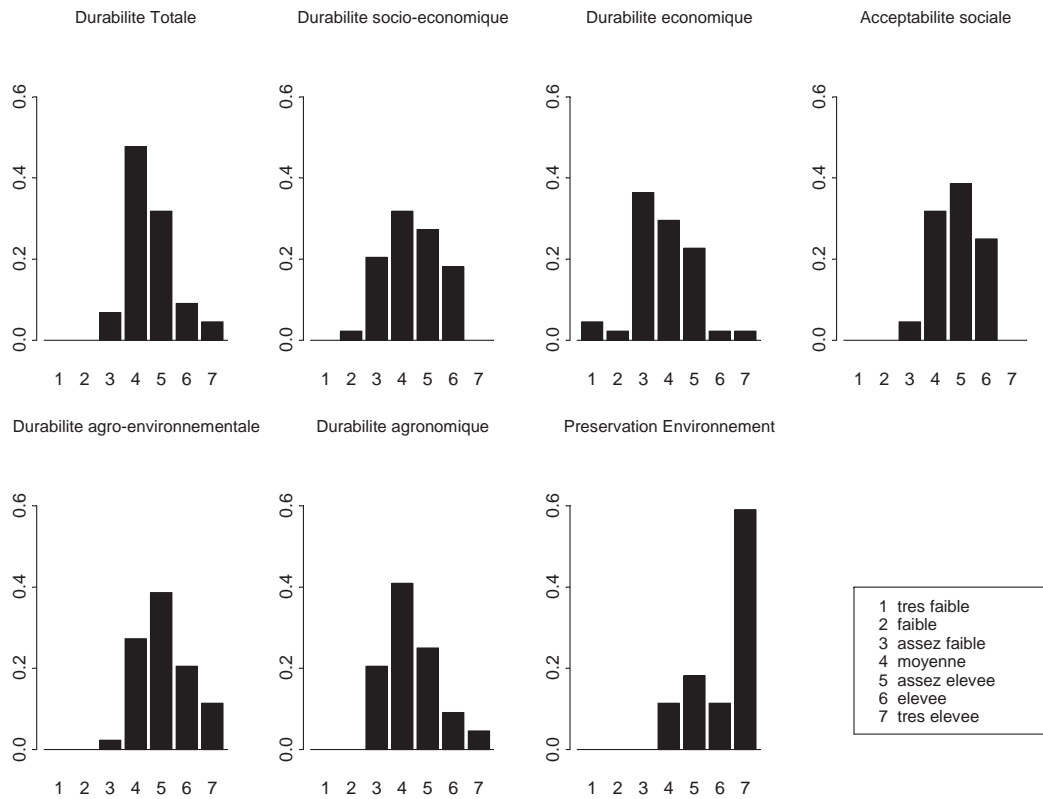 Durabilite Totale
Durabilite socio-economique
Durabilite economique
Acceptabilite sociale
0.0 0.2 0.4 0.6
0.0 0.2 0.4 0.6
0.0 0.2 0.4 0.6
0.0 0.2 0.4 0.6
1 2 3 4 5 6 7
1 2 3 4 5 6 7
1 2 3 4 5 6 7
1 2 3 4 5 6 7
Durabilite agro-environnementale
Durabilite agronomique
Preservation Environnement
0.0 0.2 0.4 0.6
0.0 0.2 0.4 0.6
0.0 0.2 0.4 0.6
1 2 3 4 5 6 7
1 2 3 4 5 6 7
1 2 3 4 5 6 7
1 tres faible
2 faible
3 assez faible
4 moyenne
5 assez elevee
6 elevee
7 tres elevee